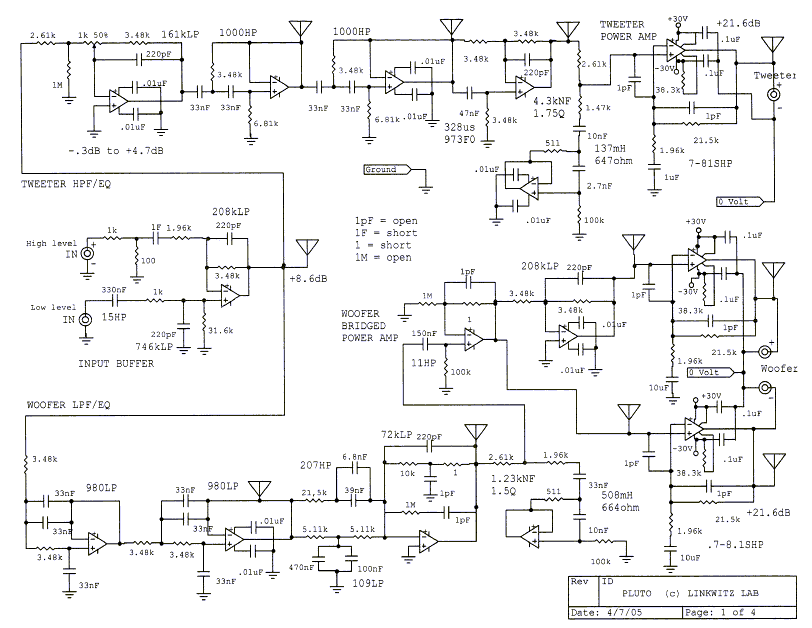 2.61k
1k 50%
3.48k
161kLP
1000HP
1000HP
3.48k
3.48k
TWEETER
POWER AMP
+30V
+21.6dB
.1uF
220pF
1M
.01uF
.01uF
33nF
33nF
3.48k
6.81k
33nF
33nF
3.48k
6.81k
.01uF
.01uF
47nF
3.48k
220pF
328us
973F0
4.3kNF
1.75Q
2.61k
1.47k
10nF
1pF
-30V
38.3k
.1uF
1pF
21.5k
1.96k
1uF
7-81SHP
Tweeter
+
-
-.3dB to +4.7dB
TWEETER HPF/EQ
Ground
.01uF
.01uF
511
137mH
647ohm
2.7nF
100k
0 Volt
1pF = open
1F = short
1 = short
1M = open
208kLP
220pF
High level
IN
1k
1F
1.96k
100
3.48k
+8.6dB
Low level
IN
330nF
15HP
1k
220pF
746kLP
31.6k
INPUT BUFFER
WOOFER
BRIDGED
POWER AMP
1M
1pF
1
150nF
11HP
100k
208kLP
3.48k
220pF
3.48k
.01uF
.01uF
+30V
.1uF
1pF
-30V
38.3k
.1uF
1pF
21.5k
1.96k
10uF
0 Volt
Woofer
+
-
+30V
.1uF
1pF
-30V
38.3k
.1uF
1pF
21.5k
+21.6dB
1.96k
10uF
.7-8.1SHP
WOOFER LPF/EQ
3.48k
33nF
33nF
980LP
3.48k
33nF
3.48k
33nF
33nF
980LP
3.48k
33nF
.01uF
.01uF
207HP
6.8nF
21.5k
39nF
5.11k
5.11k
470nF
100nF
109LP
72kLP
220pF
10k
1
1pF
1M
1pF
2.61k
1.96k
1.23kNF
1.5Q
33nF
511
508mH
664ohm
10nF
100k
Rev
ID
PLUTO (c) LINKWITZ LAB
Date: 4/7/05
Page: 1 of 4